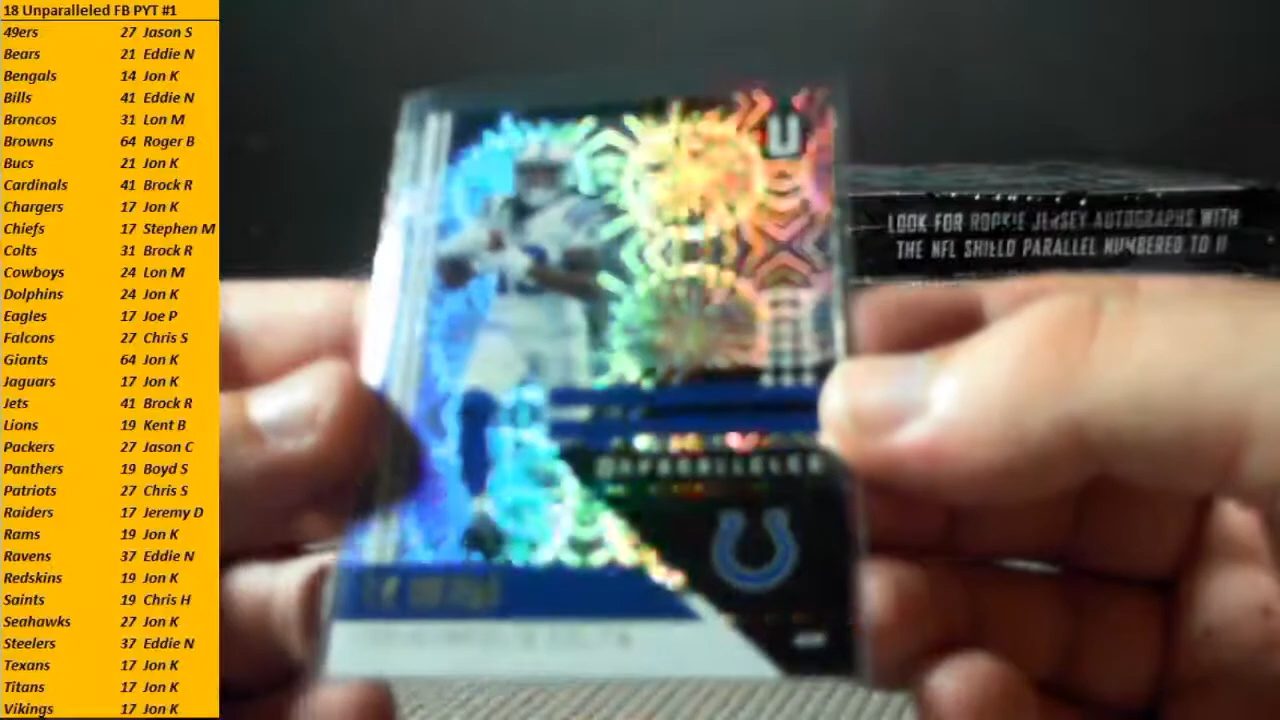 18 Unparalleled FB PYT #1
49ers 27 Jason S
Bears 21 Eddie N
Bengals 14 Jon K
Bills 41 Eddie N
Broncos 31 Lon M
Browns 64 Roger B
Bucs 21 Jon K
Cardinals 41 Brock R
Chargers 17 Jon K
Chiefs 17 Stephen M
Colts 31 Brock R
Cowboys 24 Lon M
Dolphins 24 Jon K
Eagles 17 Joe P
Falcons 27 Chris S
Giants 64 Jon K
Jaguars 17 Jon K
Jets 41 Brock R
Lions 19 Kent B
Packers 27 Jason C
Panthers 19 Boyd S
Patriots 27 Chris S
Raiders 17 Jeremy D
Rams 19 Jon K
Ravens 37 Eddie N
Redskins 19 Jon K
Saints 19 Chris H
Seahawks 27 Jon K
Steelers 37 Eddie N
Texans 17 Jon K
Titans 17 Jon K
Vikings 17 Jon K
U
UNPARALLELED
LOOK FOR ROOKIE JERSEY AUTOGRAPHS WITH
THE NFL SHIELD PARALLEL NUMBERED TO 1!